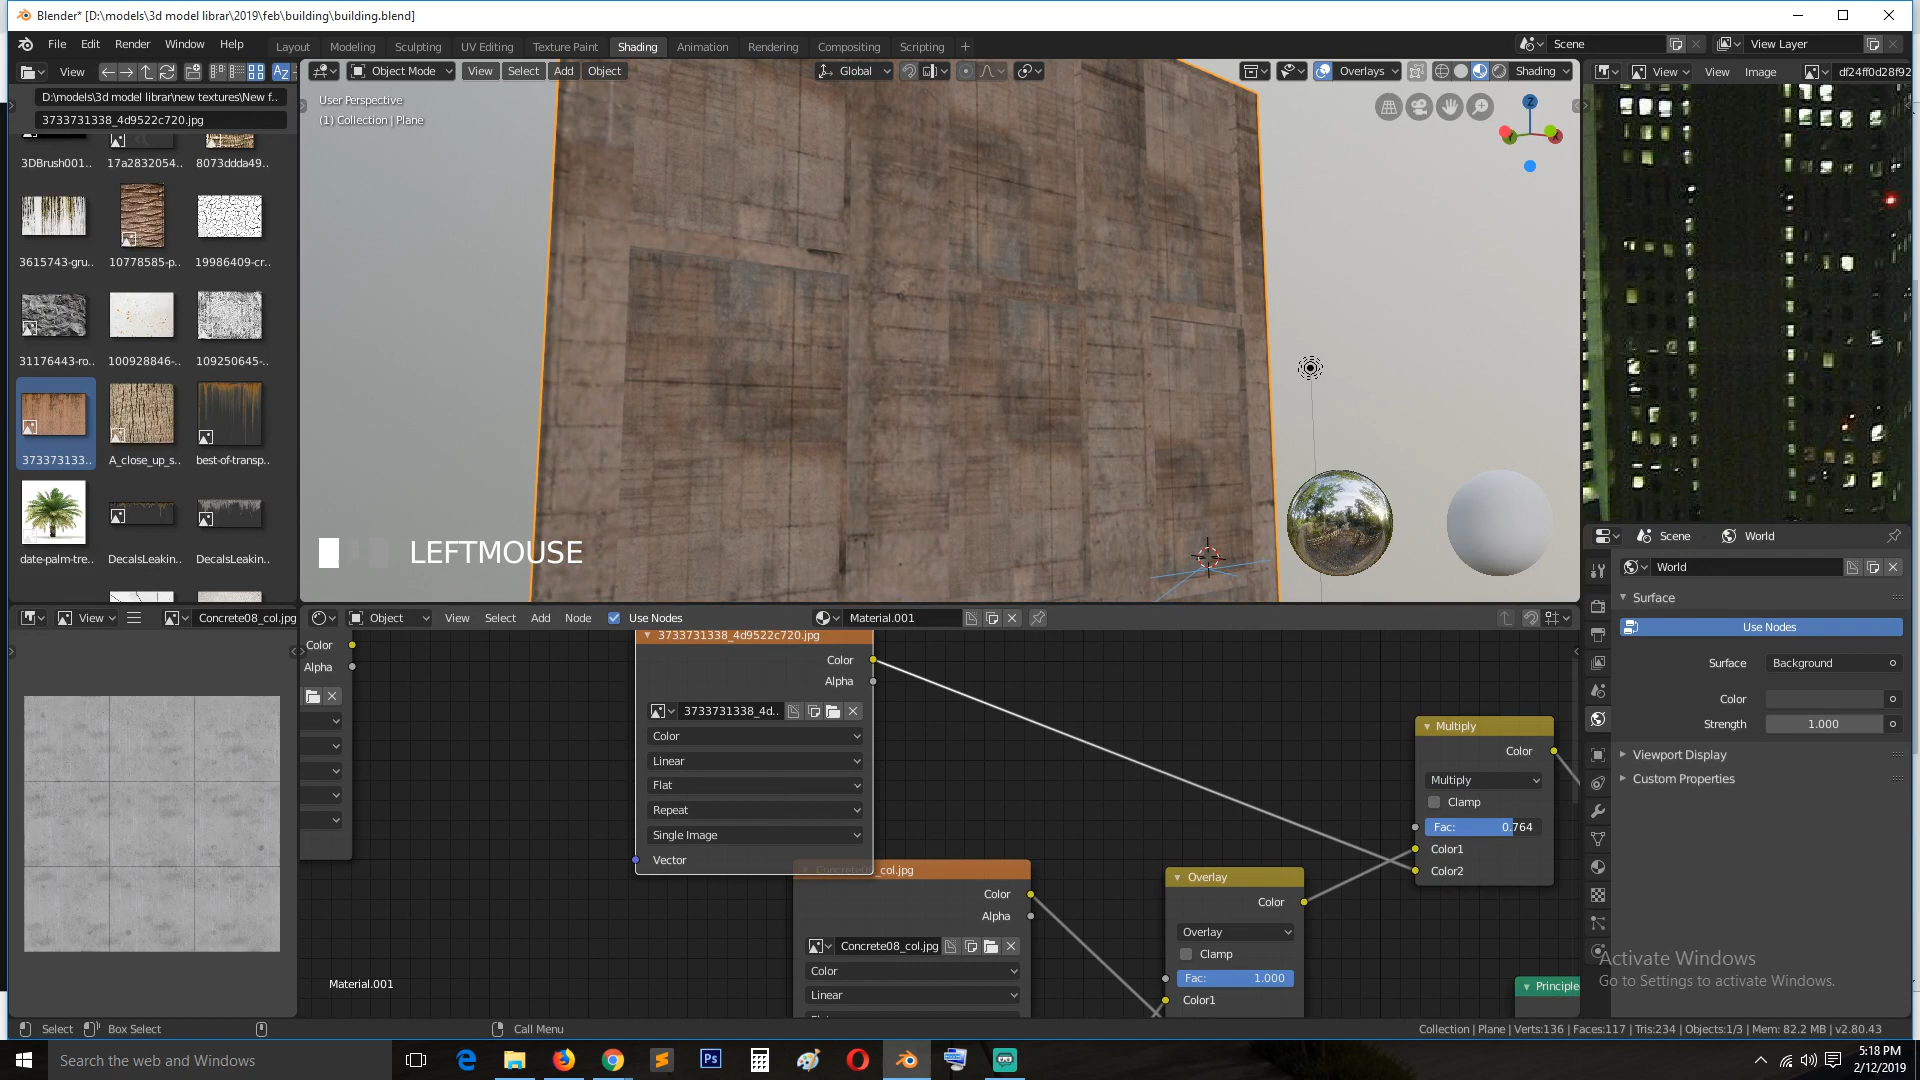 Blender* [D:\models\3d model librar\2019\feb\building\building.blend]
File Edit Render Window Help
Layout Modeling Sculpting UV Editing Texture Paint Shading Animation Rendering Compositing Scripting +
Scene View Layer
View
Object Mode View Select Add Object
Global
Overlays Shading
View View Image df24ff0d28f92
D:\models\3d model librar\new textures\New f..
3733731338_4d9522c720.jpg
User Perspective
(1) Collection | Plane
3DBrush001.. 17a2832054.. 8073ddda49..
3615743-gru.. 10778585-p.. 19986409-cr..
31176443-ro.. 100928846-.. 109250645-..
373373133.. A_close_up_s.. best-of-transp..
date-palm-tre.. DecalsLeakin.. DecalsLeakin..
LEFTMOUSE
Scene World
World
Surface
Use Nodes
Surface Background
Color
Strength 1.000
Viewport Display
Custom Properties
View Concrete08_col.jpg
Object View Select Add Node Use Nodes Material.001
Color
Alpha
3733731338_4d9522c720.jpg
Color
Alpha
3733731338_4d..
Color
Linear
Flat
Repeat
Single Image
Vector
Color
Alpha
Concrete08_col.jpg
Color
Linear
Overlay
Color
Overlay
Clamp
Fac: 1.000
Color1
Multiply
Color
Multiply
Clamp
Fac: 0.764
Color1
Color2
Principle
Material.001
Activate Windows
Go to Settings to activate Windows.
Select Box Select Call Menu
Collection | Plane | Verts:136 | Faces:117 | Tris:234 | Objects:1/3 | Mem: 82.2 MB | v2.80.43
Search the web and Windows
5:18 PM
2/12/2019